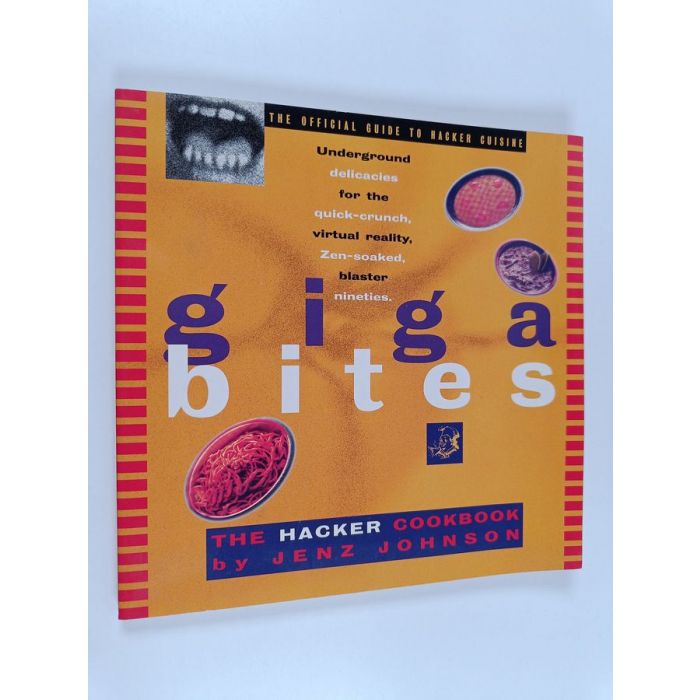 THE OFFICIAL GUIDE TO HACKER CUISINE
Underground
delicacies
for the
quick-crunch,
virtual reality,
Zen-soaked,
blaster
nineties.
giga
bites
THE HACKER COOKBOOK
by JENZ JOHNSON